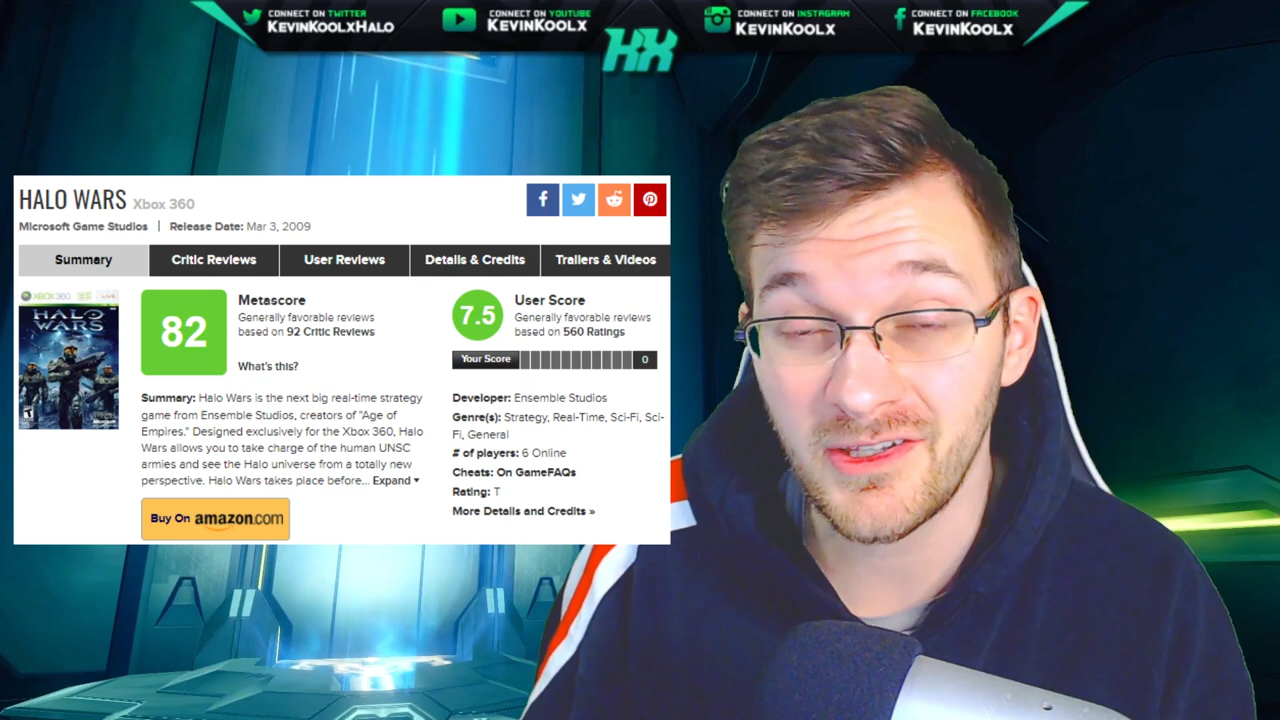 CONNECT ON TWITTER
KEVINKOOLXHALO
CONNECT ON YOUTUBE
KEVINKOOLX
CONNECT ON INSTAGRAM
KEVINKOOLX
CONNECT ON FACEBOOK
KEVINKOOLX
KX
HALO WARS Xbox 360
Microsoft Game Studios | Release Date: Mar 3, 2009
Summary Critic Reviews User Reviews Details & Credits Trailers & Videos
XBOX 360 LIVE
HALO
WARS
82
Metascore
Generally favorable reviews
based on 92 Critic Reviews
What's this?
7.5
User Score
Generally favorable reviews
based on 560 Ratings
Your Score 0
Summary: Halo Wars is the next big real-time strategy
game from Ensemble Studios, creators of "Age of
Empires." Designed exclusively for the Xbox 360, Halo
Wars allows you to take charge of the human UNSC
armies and see the Halo universe from a totally new
perspective. Halo Wars takes place before... Expand
Buy On amazon.com
Developer: Ensemble Studios
Genre(s): Strategy, Real-Time, Sci-Fi, Sci-
Fi, General
# of players: 6 Online
Cheats: On GameFAQs
Rating: T
More Details and Credits »